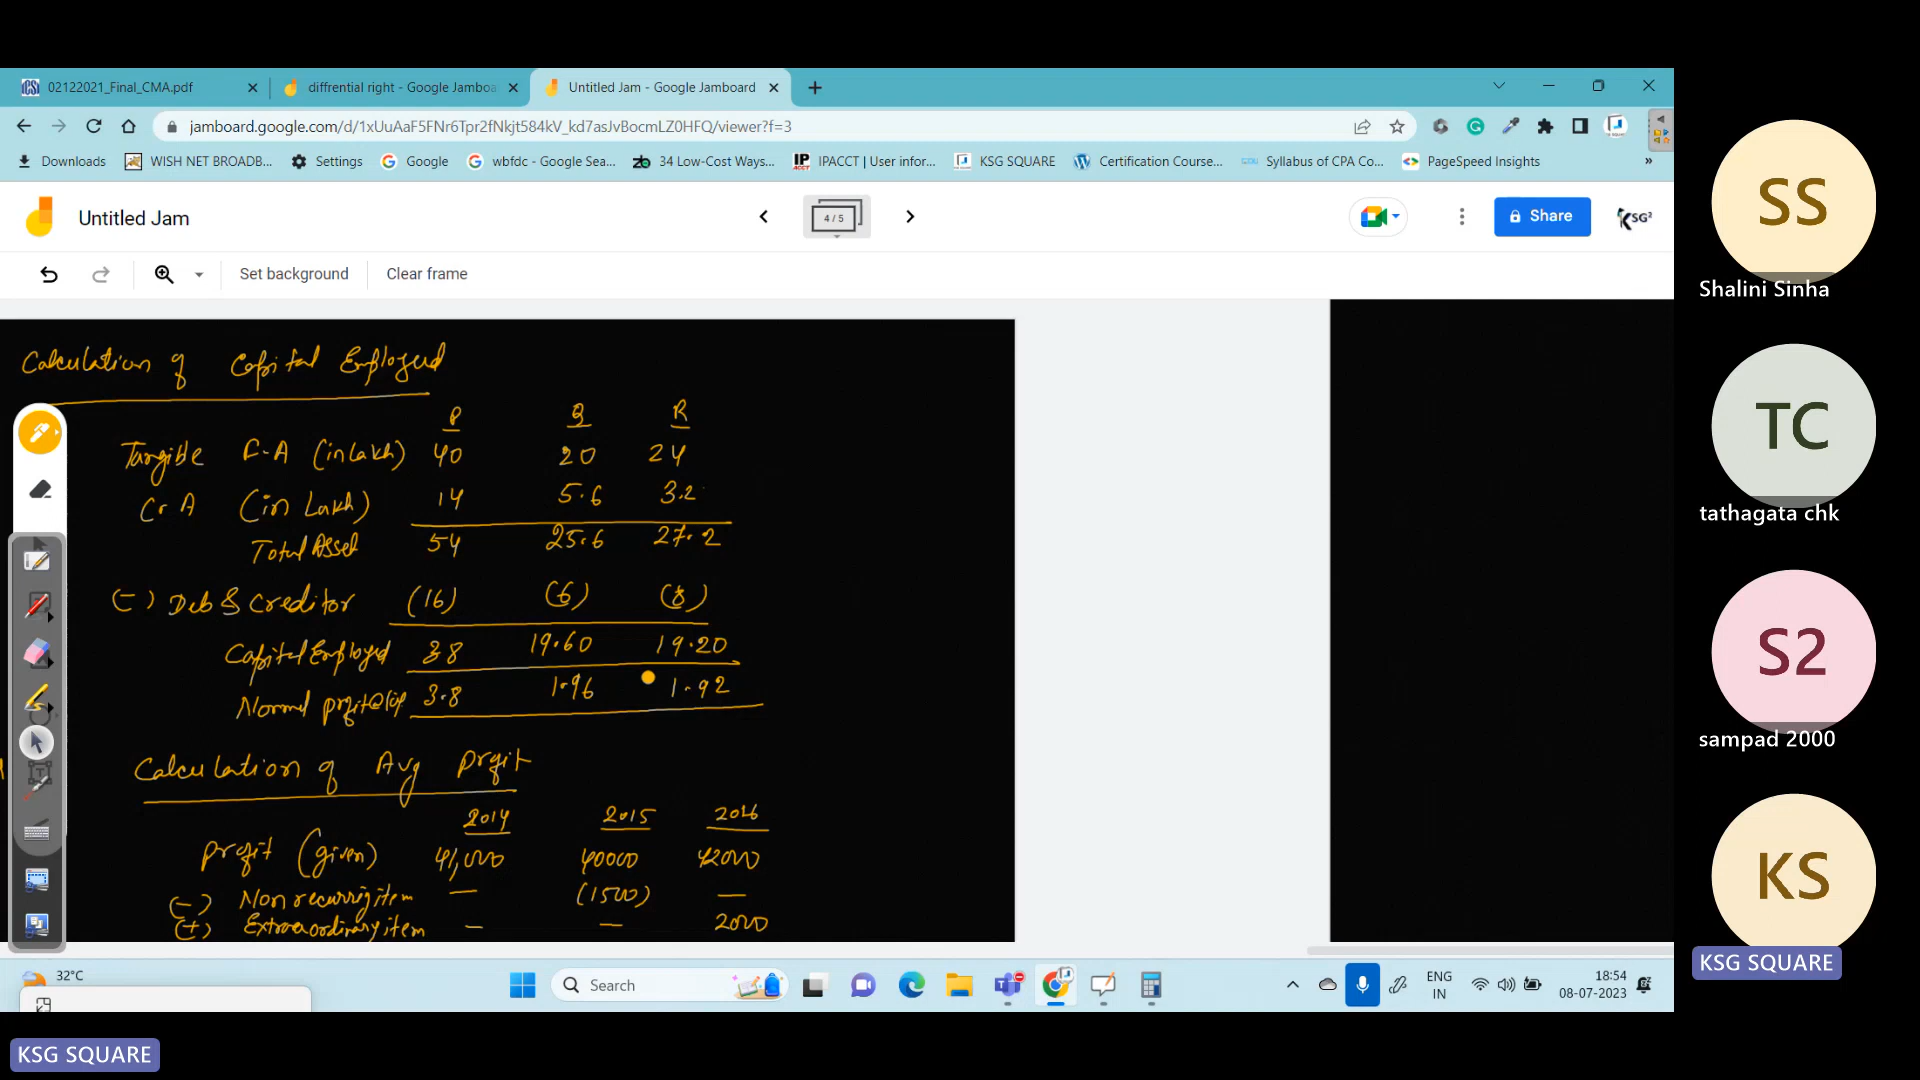 02122021_Final_CMA.pdf
diffrential right - Google Jamboa
Untitled Jam - Google Jamboard
jamboard.google.com/d/1xUuAaF5FNr6Tpr2fNkjt584kV_kd7asJvBocmLZ0HFQ/viewer?f=3
Downloads
WISH NET BROADB...
Settings
Google
wbfdc - Google Sea...
34 Low-Cost Ways...
IPACCT | User infor...
KSG SQUARE
Certification Course...
Syllabus of CPA Co...
PageSpeed Insights
»
Untitled Jam
4 / 5
Share
KSG²
Set background
Clear frame
Calculation of Capital Employed
P Q R
Tangible F.A (in Lakh) 40 20 24
Cr A (in Lakh) 14 5.6 3.2
Total Asset 54 25.6 27.2
(-) Deb & Creditor (16) (6) (8)
Capital Employed 38 19.60 19.20
Normal profit@10% 3.8 1.96 1.92
Calculation of Avg Profit
2014 2015 2016
Profit (given) 41,000 40000 42000
(-) Non recurring item — (1500) —
(+) Extraordinary item — — 2000
SS
Shalini Sinha
TC
tathagata chk
S2
sampad 2000
KS
KSG SQUARE
32°C
Search
ENG
IN
18:54
08-07-2023
KSG SQUARE